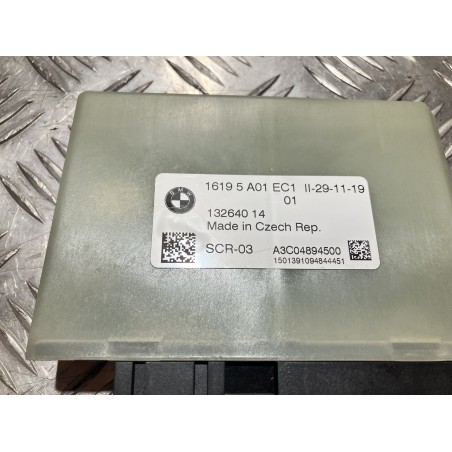 BMW
1619 5 A01 EC1 II-29-11-19
01
132640 14
Made in Czech Rep.
SCR-03 A3C04894500
1501391094844451